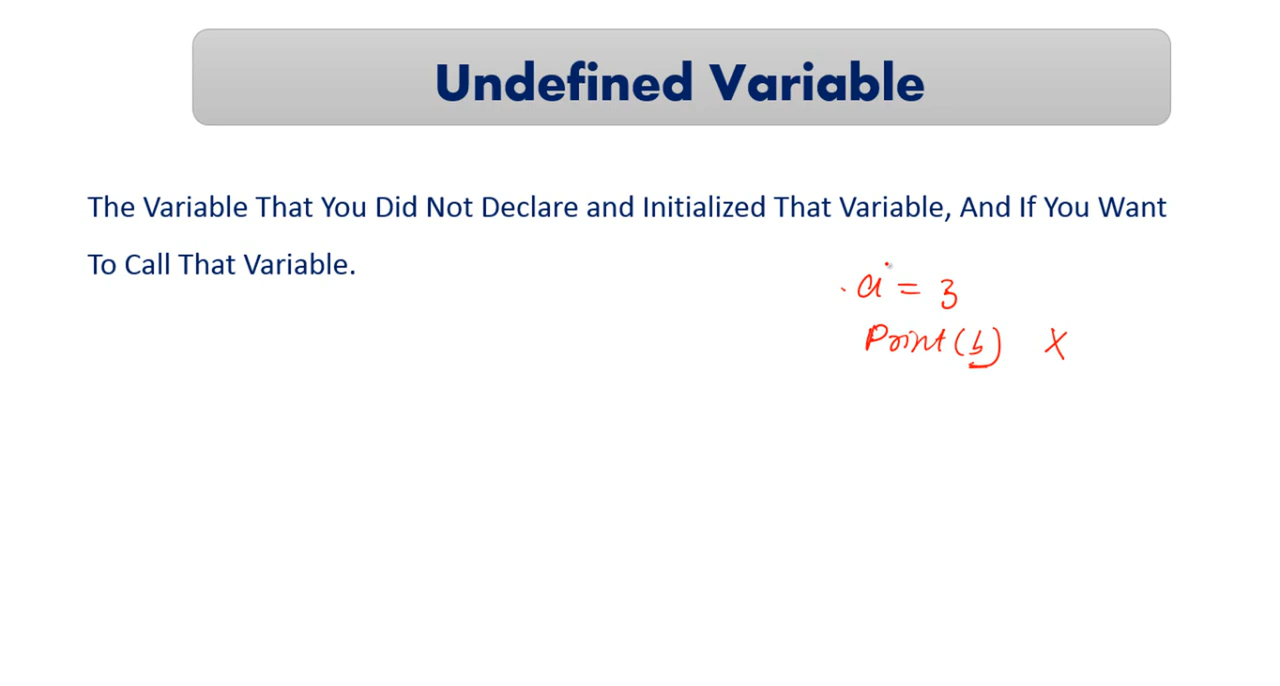 Undefined Variable
The Variable That You Did Not Declare and Initialized That Variable, And If You Want
To Call That Variable.
a = 3
Print(b) X